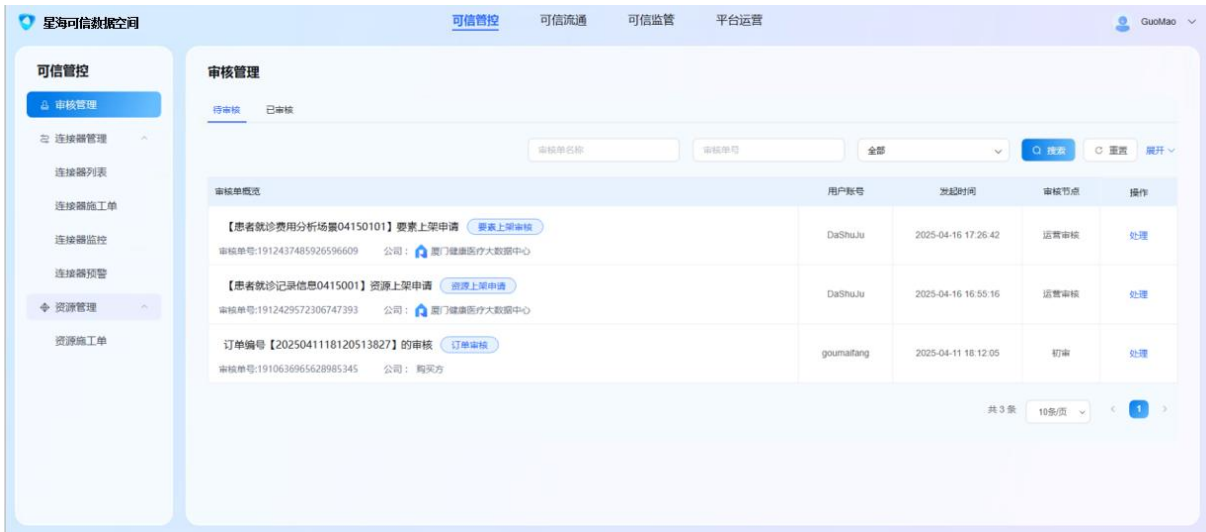 星海可信数据空间 可信管控 可信流通 可信监管 平台运营 GuoMao
可信管控
审核管理
连接器管理
连接器列表
连接器施工单
连接器监控
连接器预警
资源管理
资源施工单
审核管理
待审核 已审核
审核单名称 审核单号 全部 搜索 重置 展开
审核单概览 用户账号 发起时间 审核节点 操作
【患者就诊费用分析场景04150101】要素上架申请 要素上架审核
审核单号:1912437485926596609 公司： 厦门健康医疗大数据中心
DaShuJu 2025-04-16 17:26:42 运营审核 处理
【患者就诊记录信息0415001】资源上架申请 资源上架申请
审核单号:1912429572306747393 公司： 厦门健康医疗大数据中心
DaShuJu 2025-04-16 16:55:16 运营审核 处理
订单编号【2025041118120513827】的审核 订单审核
审核单号:1910636965628985345 公司： 购买方
goumaifang 2025-04-11 18:12:05 初审 处理
共 3 条 10条/页 1